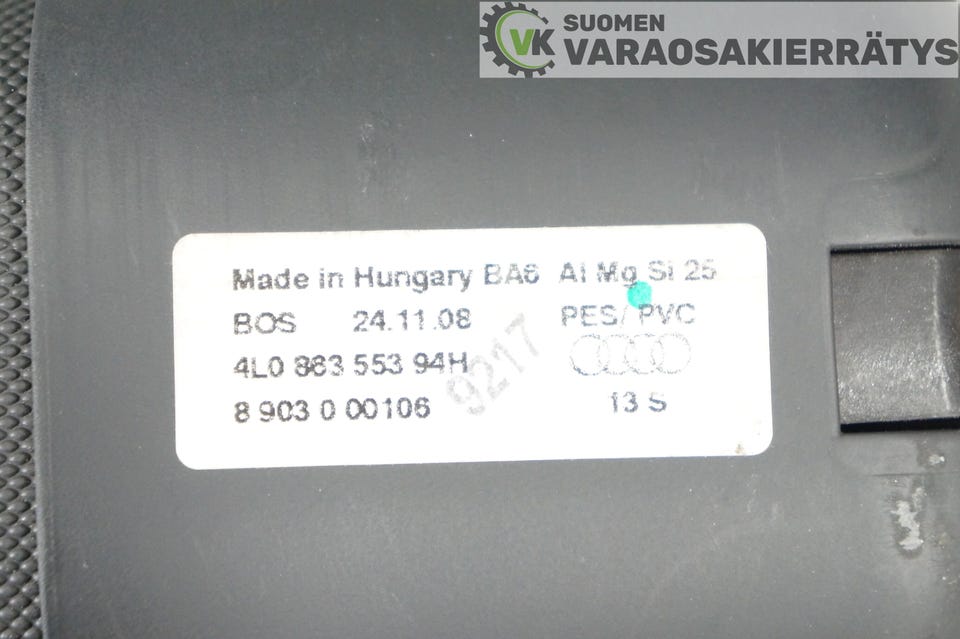 VK SUOMEN
VARAOSAKIERRÄTYS
Made in Hungary BA6 Al Mg Si 25
BOS 24.11.08 PES/PVC
4L0 863 553 94H
8 903 0 00106 13 S
9217